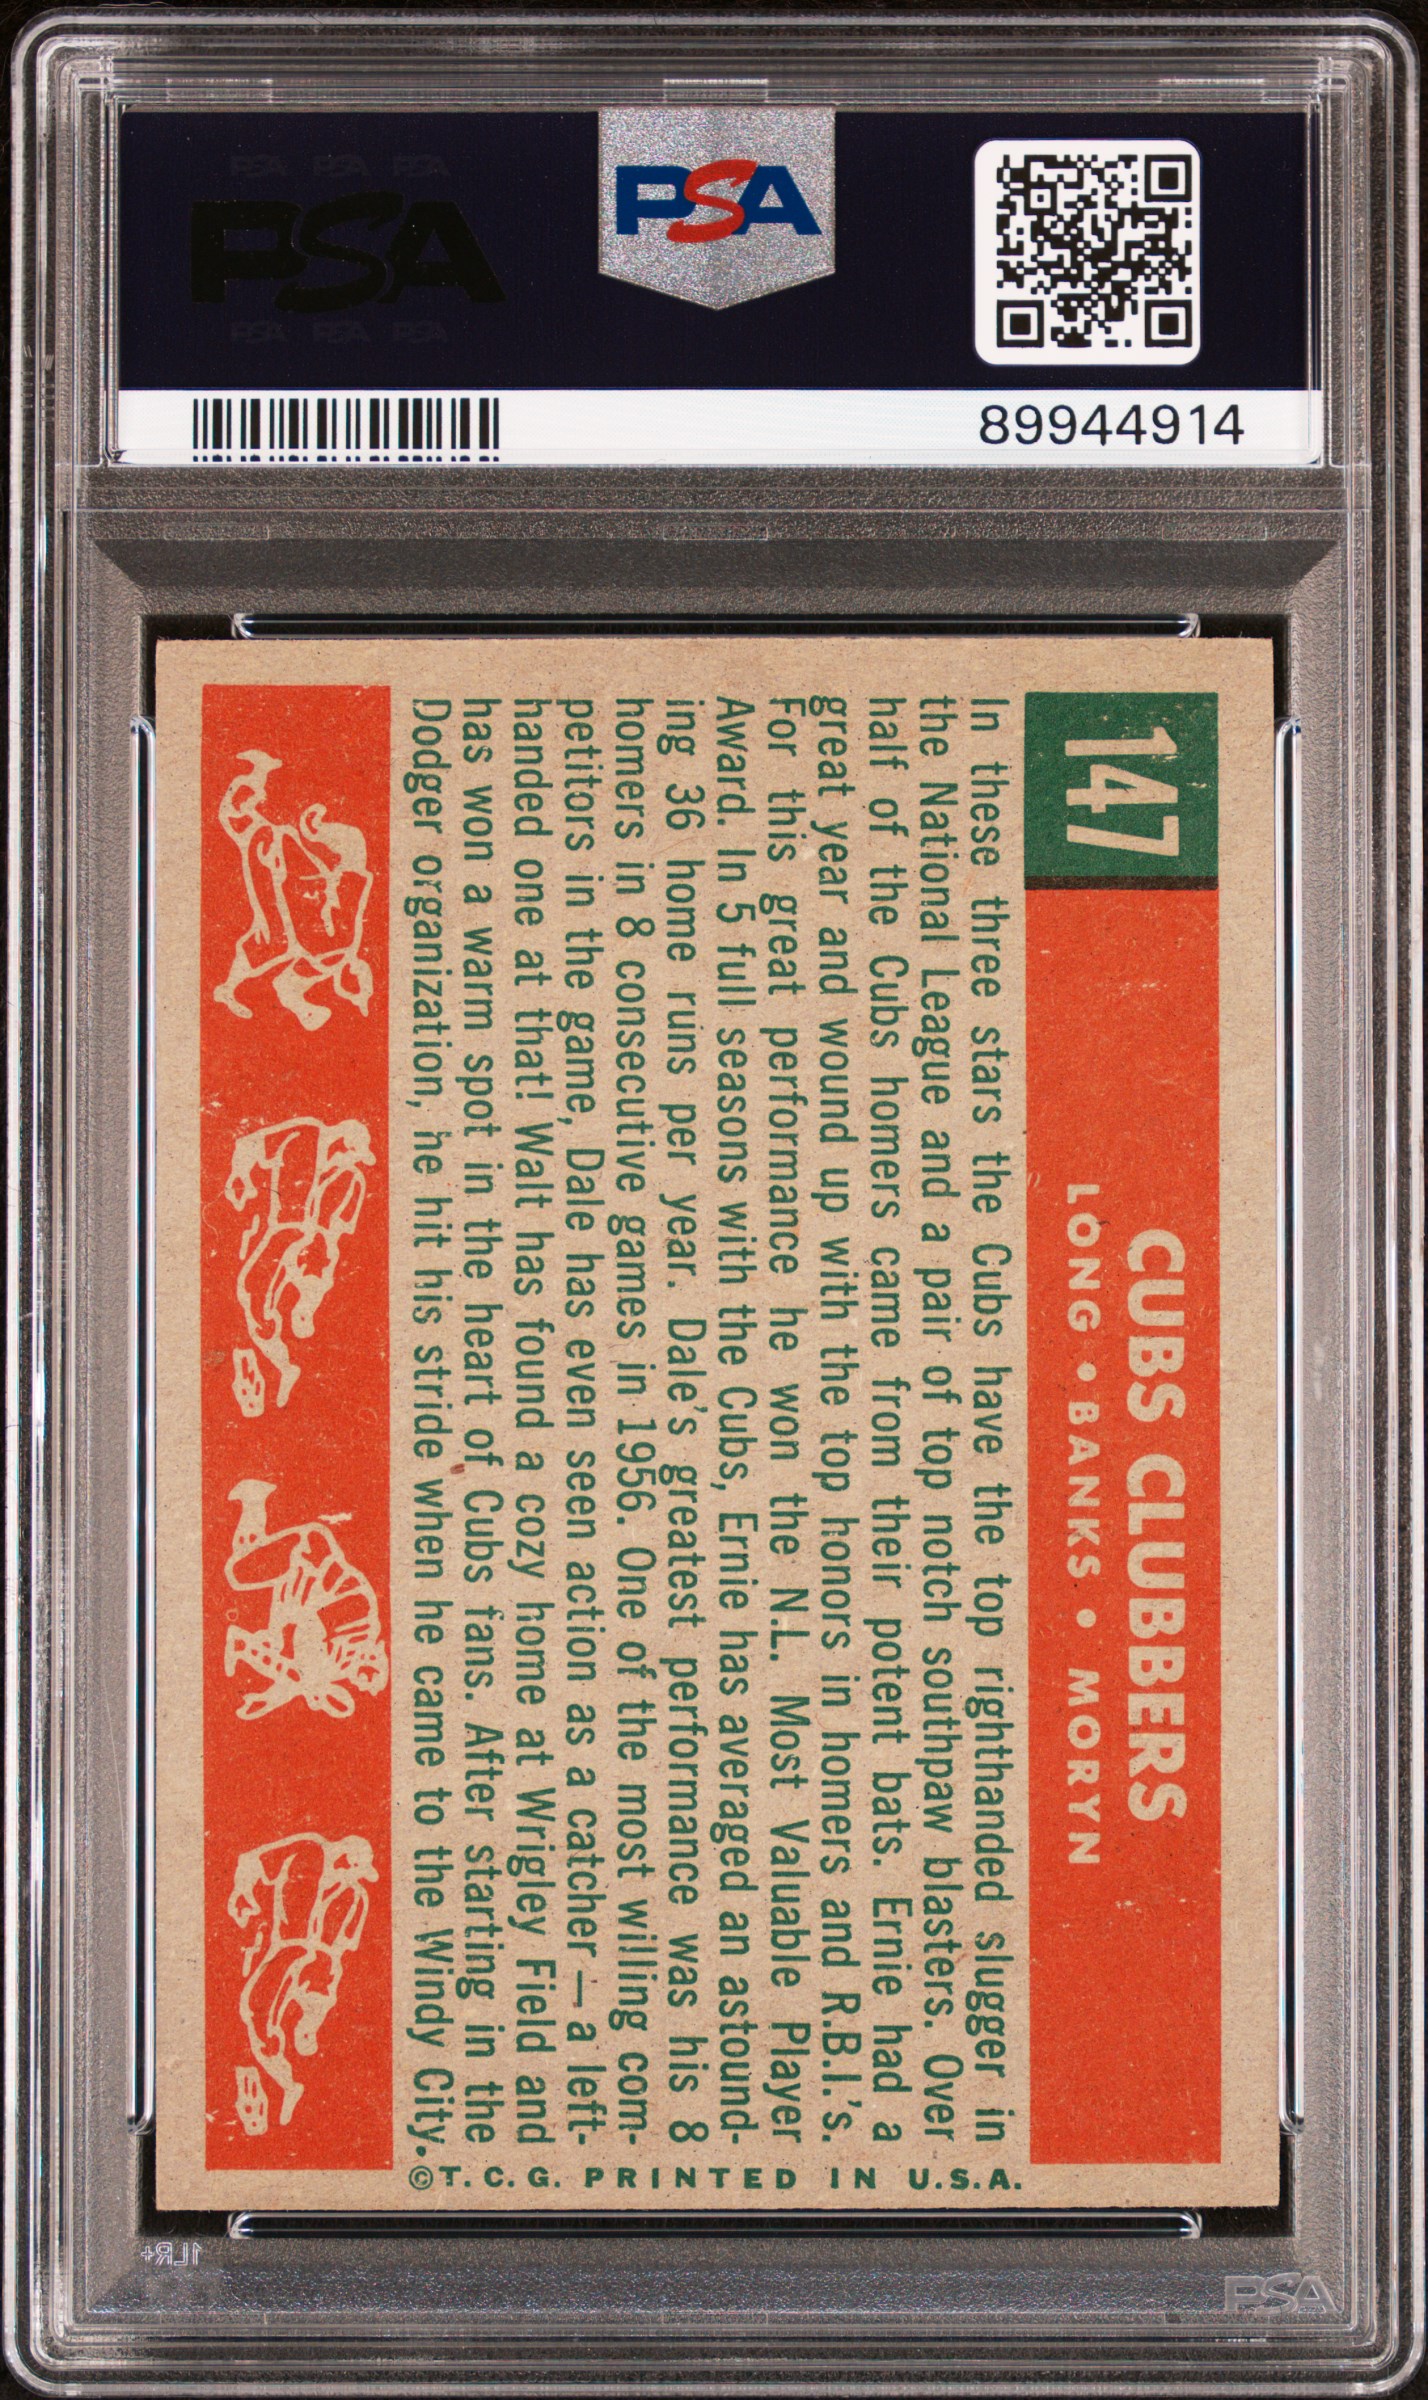 PSA PSA PSA
PSA
PSA PSA PSA
PSA
89944914
147
CUBS CLUBBERS
LONG • BANKS • MORYN
In these three stars the Cubs have the top righthanded slugger in
the National League and a pair of top notch southpaw blasters. Over
half of the Cubs homers came from their potent bats. Ernie had a
great year and wound up with the top honors in homers and R.B.I.'s.
For this great performance he won the N.L. Most Valuable Player
Award. In 5 full seasons with the Cubs, Ernie has averaged an astound-
ing 36 home runs per year. Dale's greatest performance was his 8
homers in 8 consecutive games in 1956. One of the most willing com-
petitors in the game, Dale has even seen action as a catcher — a left-
handed one at that! Walt has found a cozy home at Wrigley Field and
has won a warm spot in the heart of Cubs fans. After starting in the
Dodger organization, he hit his stride when he came to the Windy City.
©T.C.G. PRINTED IN U.S.A.
1LR+
PSA